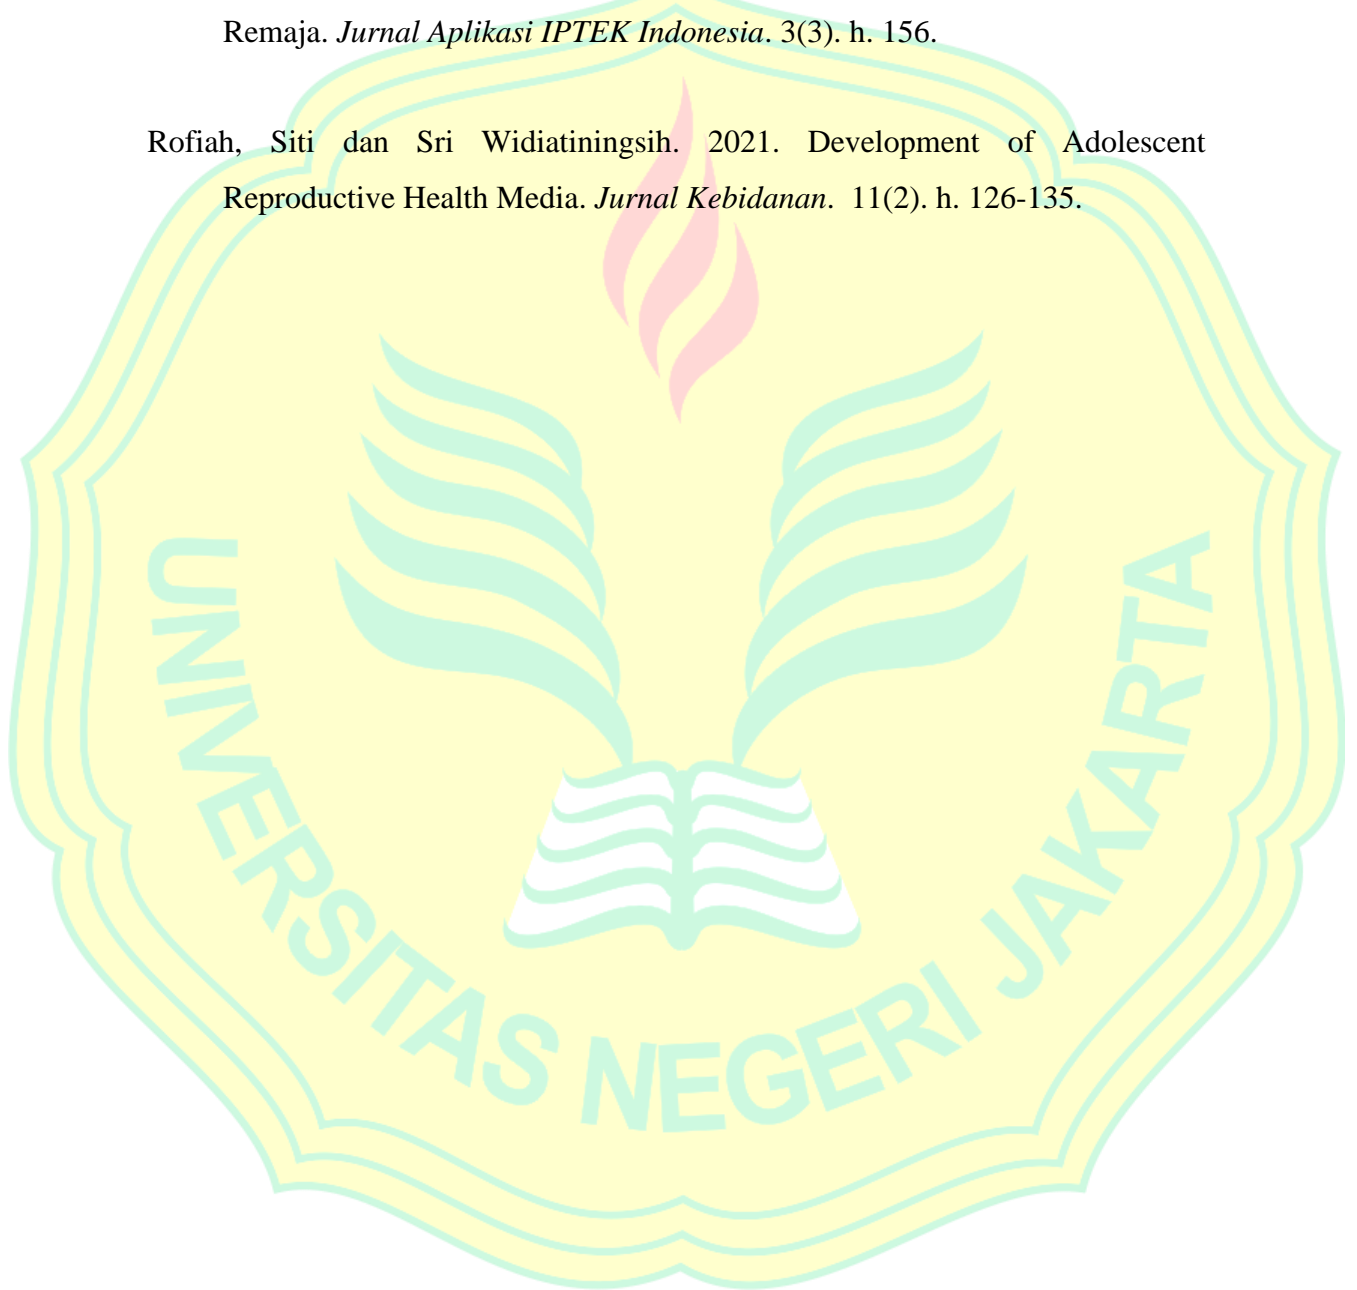 Remaja. Jurnal Aplikasi IPTEK Indonesia. 3(3). h. 156.
Rofiah, Siti dan Sri Widiatiningsih. 2021. Development of Adolescent
Reproductive Health Media. Jurnal Kebidanan. 11(2). h. 126-135.
UNIVERSITAS NEGERI JAKARTA